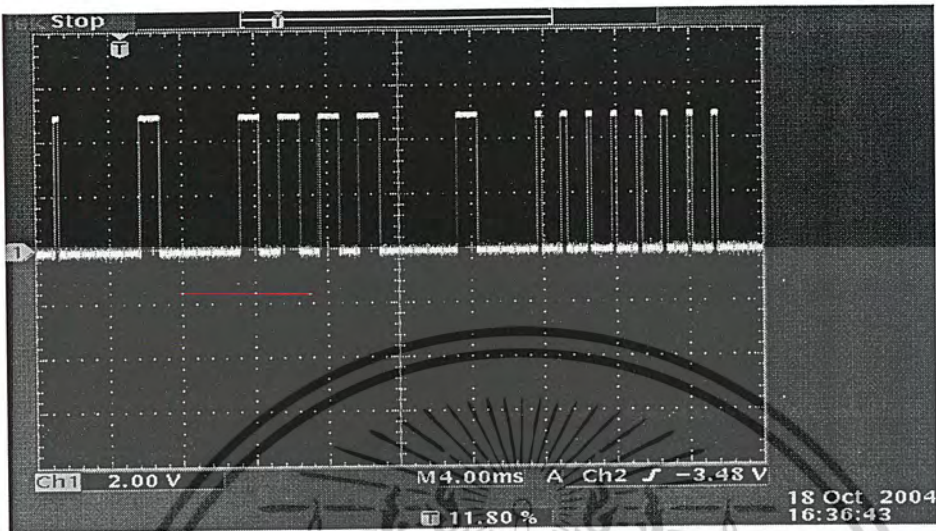 Stop
T
T
1
Ch1 2.00 V M4.00ms A Ch2 ʃ −3.48 V
T 11.80 %
18 Oct 2004
16:36:43